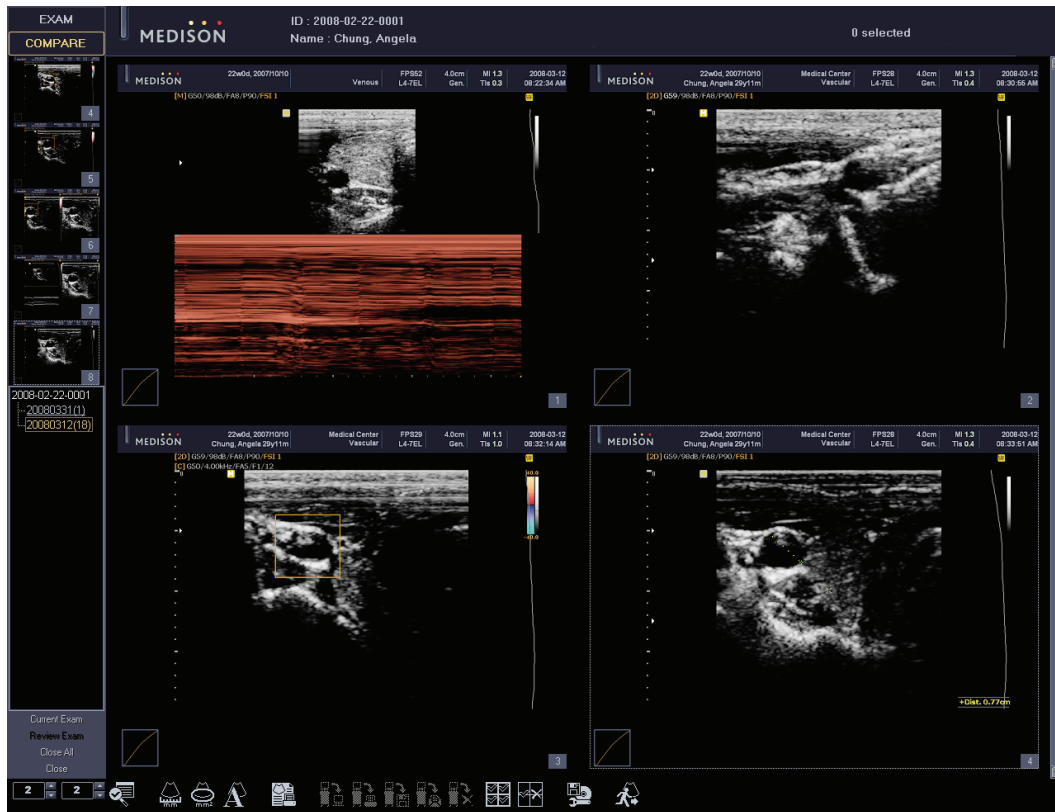 EXAM
COMPARE
MEDISON
ID : 2008-02-22-0001
Name : Chung, Angela
0 selected
4
5
6
7
8
2008-02-22-0001
20080331(1)
20080312(18)
Current Exam
Review Exam
Close All
Close
MEDISON
22w0d, 2007/10/10
Venous
FPS52
L4-7EL
4.0cm
Gen.
MI 1.3
TIs 0.3
2008-03-12
08:22:34 AM
[M] G50/98dB/FA8/P90/FSI 1
1
MEDISON
22w0d, 2007/10/10
Chung, Angela 29y11m
Medical Center
Vascular
FPS28
L4-7EL
4.0cm
Gen.
MI 1.3
TIs 0.4
2008-03-12
08:30:55 AM
[2D] G59/98dB/FA8/P90/FSI 1
0
2
MEDISON
22w0d, 2007/10/10
Chung, Angela 29y11m
Medical Center
Vascular
FPS29
L4-7EL
4.0cm
Gen.
MI 1.1
TIs 1.0
2008-03-12
08:32:14 AM
[2D] G59/98dB/FA8/P90/FSI 1
[C] G50/4.00kHz/FA5/F1/12
0
3
MEDISON
22w0d, 2007/10/10
Chung, Angela 29y11m
Medical Center
Vascular
FPS28
L4-7EL
4.0cm
Gen.
MI 1.3
TIs 0.4
2008-03-12
08:33:51 AM
[2D] G59/98dB/FA8/P90/FSI 1
+Dist. 0.77cm
4
2
2
mm
mm²
A